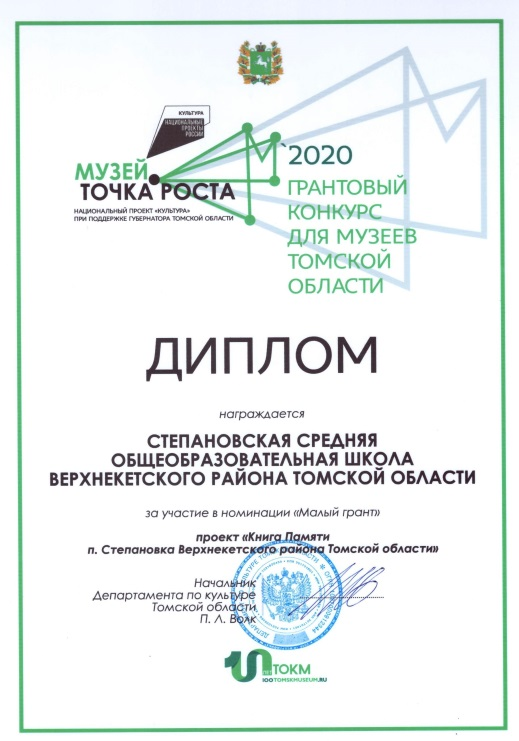 КУЛЬТУРА
НАЦИОНАЛЬНЫЕ
ПРОЕКТЫ
РОССИИ
МУЗЕЙ
ТОЧКА РОСТА
НАЦИОНАЛЬНЫЙ ПРОЕКТ «КУЛЬТУРА»
ПРИ ПОДДЕРЖКЕ ГУБЕРНАТОРА ТОМСКОЙ ОБЛАСТИ
`2020
ГРАНТОВЫЙ
КОНКУРС
ДЛЯ МУЗЕЕВ
ТОМСКОЙ
ОБЛАСТИ
ДИПЛОМ
награждается
СТЕПАНОВСКАЯ СРЕДНЯЯ
ОБЩЕОБРАЗОВАТЕЛЬНАЯ ШКОЛА
ВЕРХНЕКЕТСКОГО РАЙОНА ТОМСКОЙ ОБЛАСТИ
за участие в номинации «Малый грант»
проект «Книга Памяти
п. Степановка Верхнекетского района Томской области»
Начальник
Департамента по культуре
Томской области
П. Л. Волк
ТОКМ
100TOMSKMUSEUM.RU